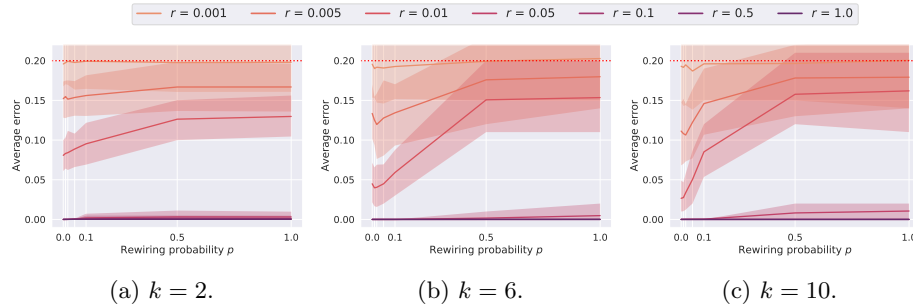 r = 0.001 r = 0.005 r = 0.01 r = 0.05 r = 0.1 r = 0.5 r = 1.0
Average error
0.20
0.15
0.10
0.05
0.00
0.0 0.1 0.5 1.0
Rewiring probability p
(a) k = 2.
Average error
0.20
0.15
0.10
0.05
0.00
0.0 0.1 0.5 1.0
Rewiring probability p
(b) k = 6.
Average error
0.20
0.15
0.10
0.05
0.00
0.0 0.1 0.5 1.0
Rewiring probability p
(c) k = 10.